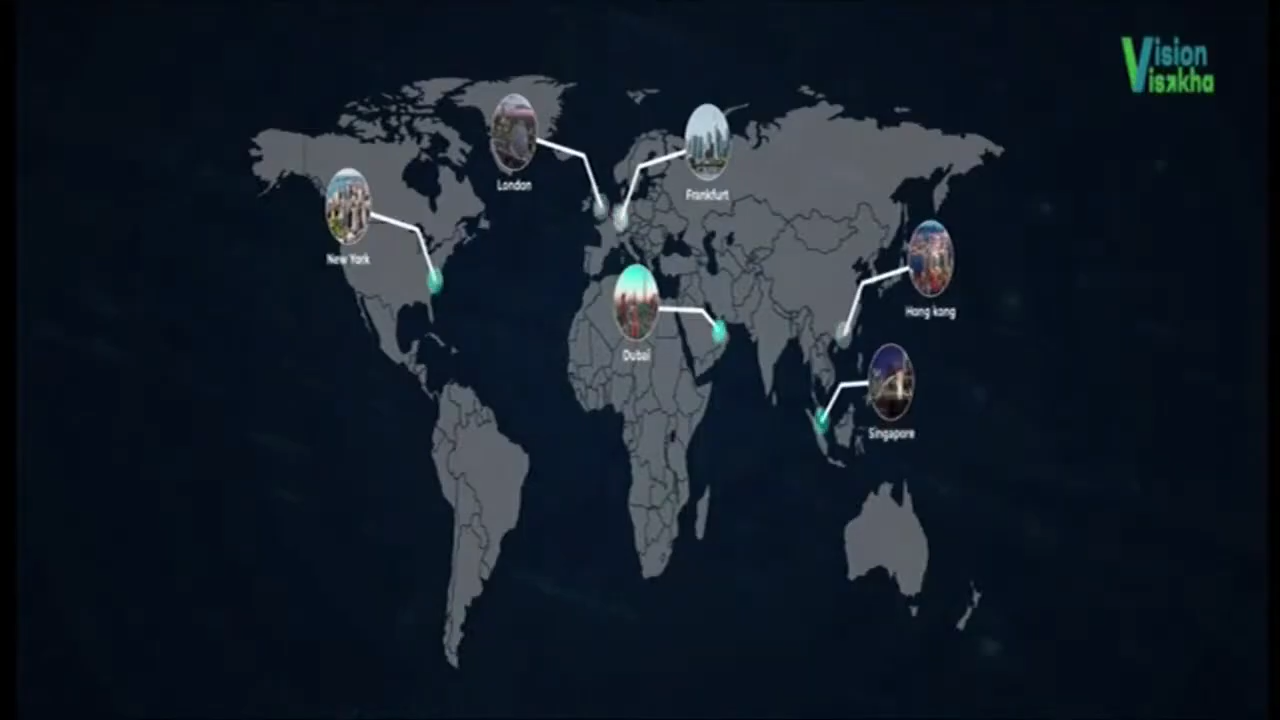 Vision
Visakha
London
Frankfurt
New York
Hong kong
Dubai
Singapore